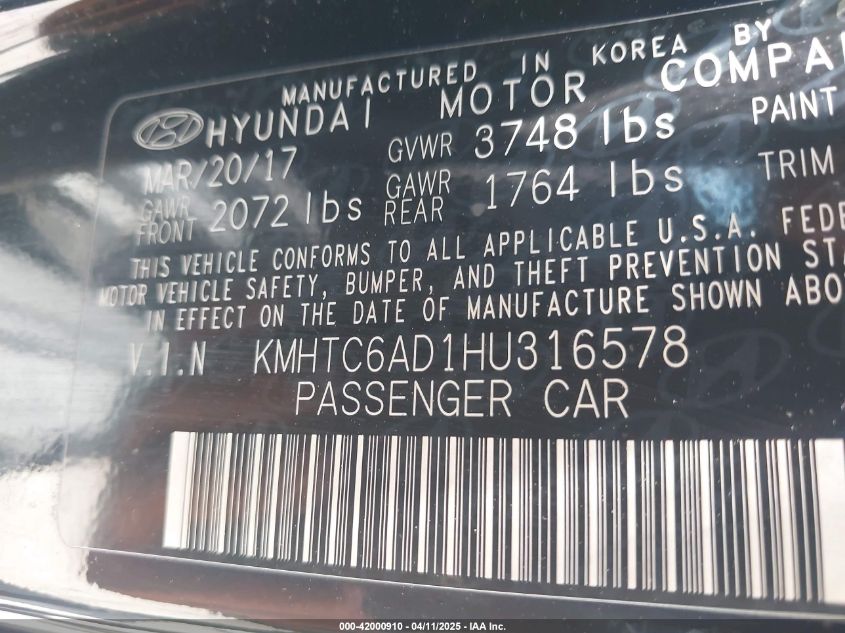 MANUFACTURED IN KOREA BY
HYUNDAI MOTOR COMPA
MAR/20/17 GVWR 3748 lbs PAINT
GAWR FRONT 2072 lbs GAWR REAR 1764 lbs TRIM
THIS VEHICLE CONFORMS TO ALL APPLICABLE U.S.A. FEDE
MOTOR VEHICLE SAFETY, BUMPER, AND THEFT PREVENTION STA
IN EFFECT ON THE DATE OF MANUFACTURE SHOWN ABO
V.I.N KMHTC6AD1HU316578
PASSENGER CAR
000-42000910 - 04/11/2025 - IAA Inc.